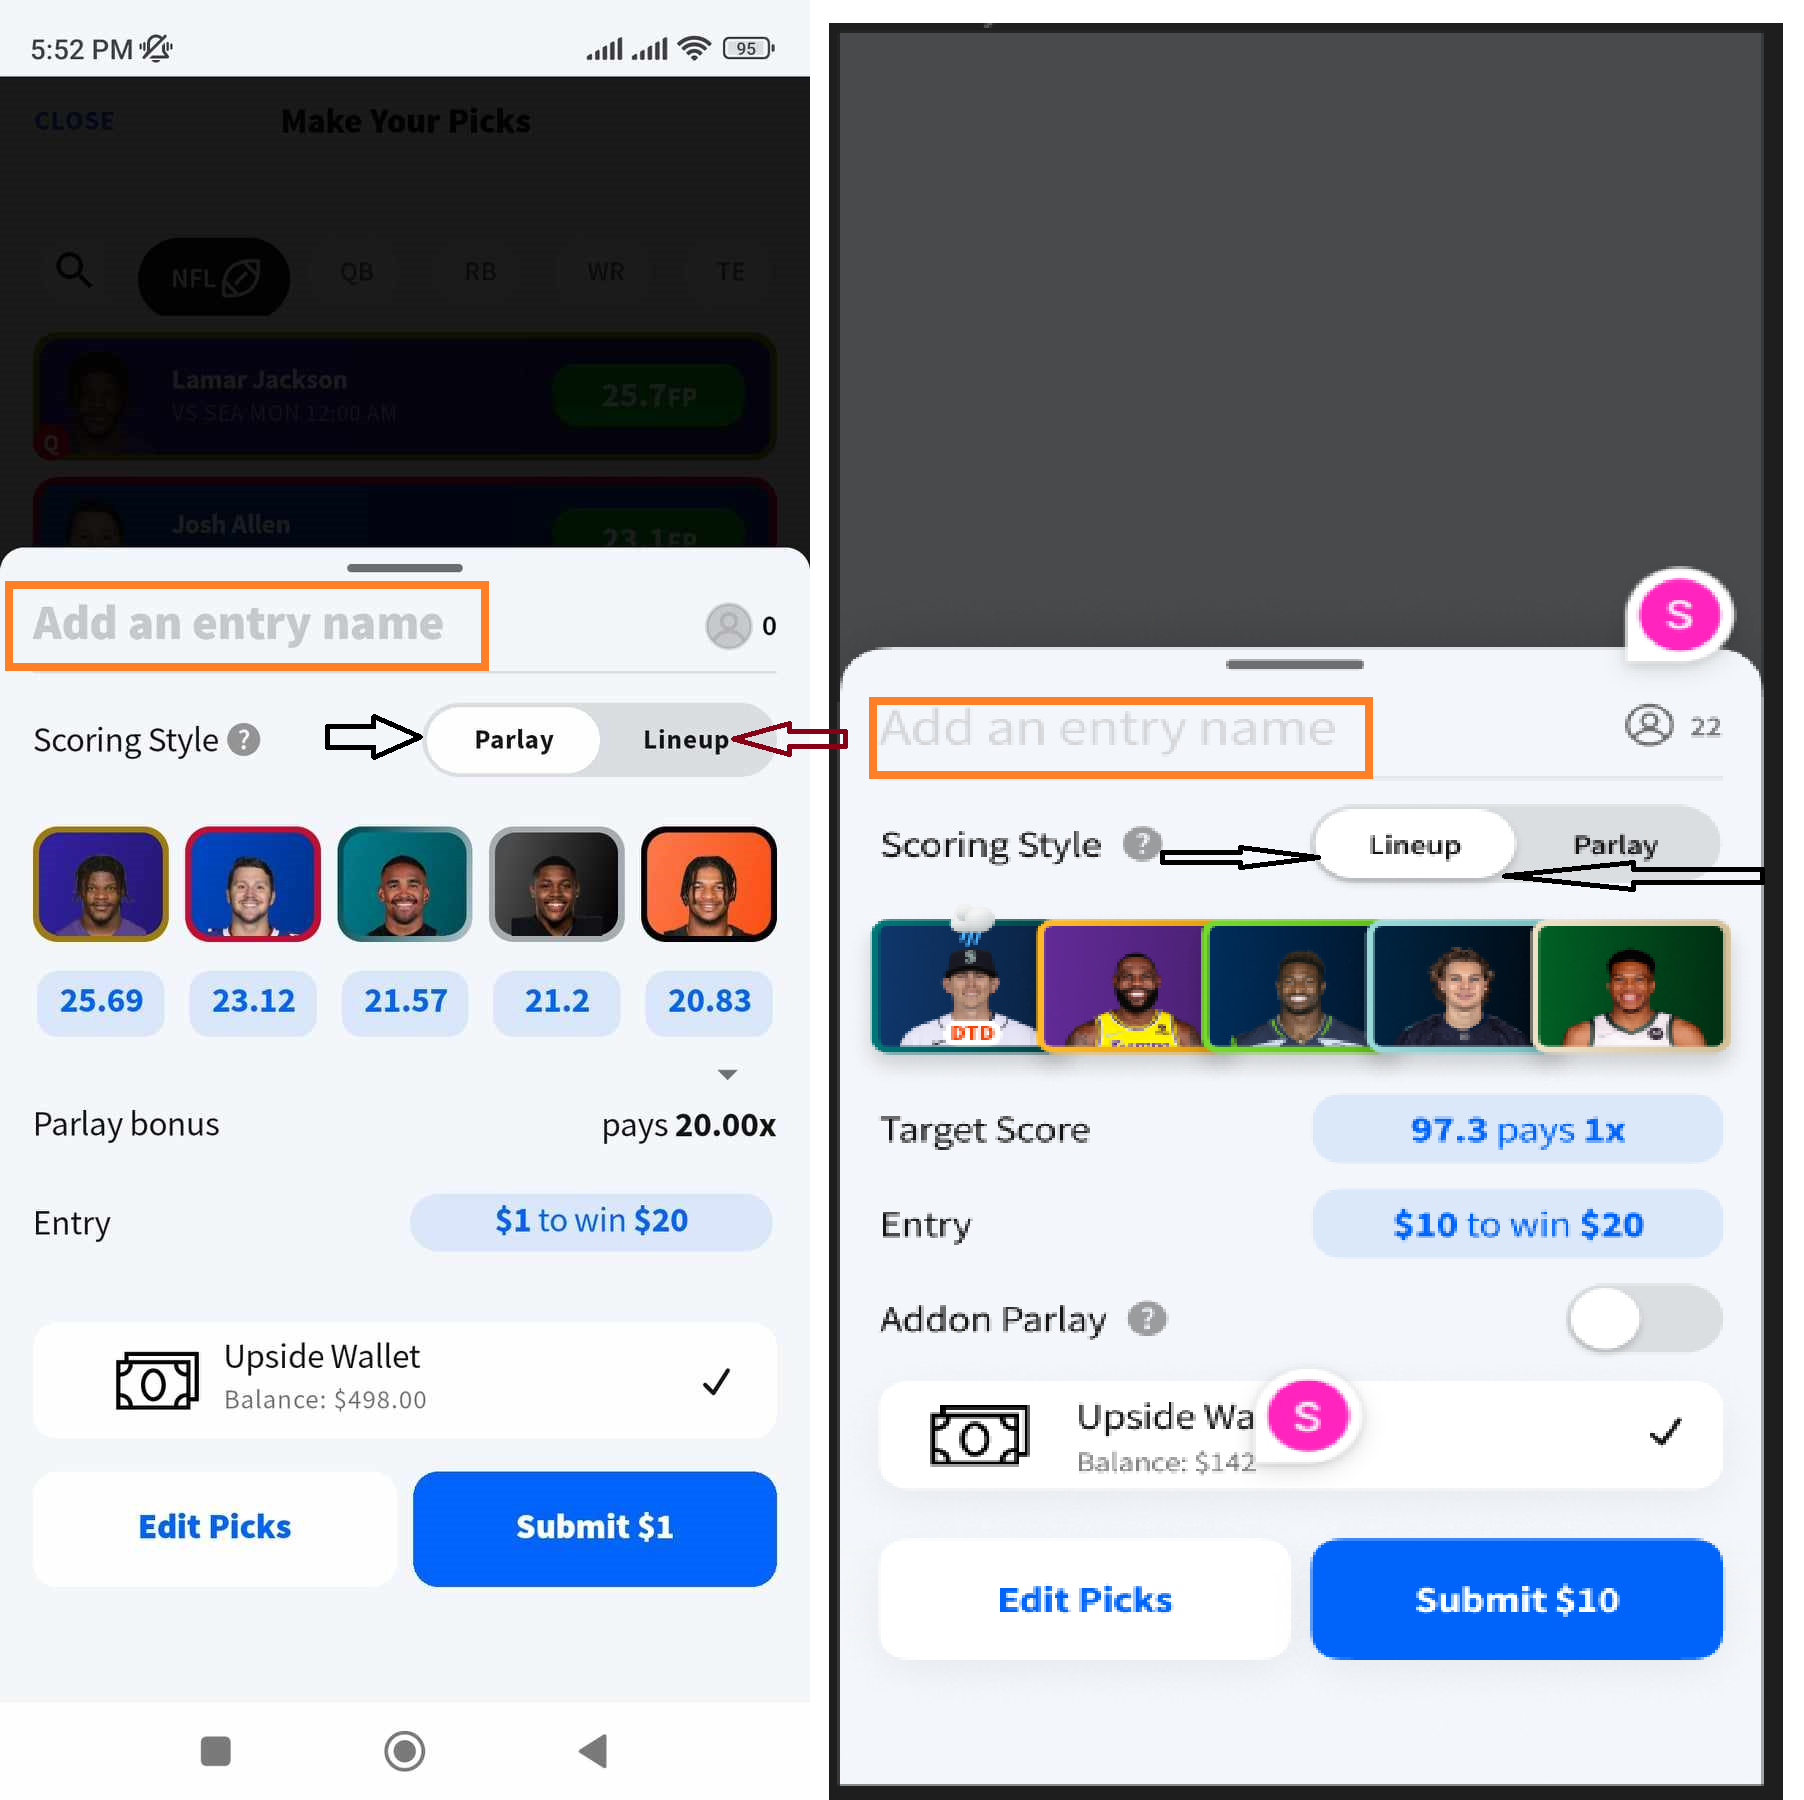 5:52 PM
95
CLOSE
Make Your Picks
NFL
QB
RB
WR
TE
Lamar Jackson
VS SEA MON 12:00 AM
25.7FP
Q
Josh Allen
23.1FP
Add an entry name
0
Scoring Style ?
Parlay
Lineup
25.69
23.12
21.57
21.2
20.83
Parlay bonus
pays 20.00x
Entry
$1 to win $20
Upside Wallet
Balance: $498.00
Edit Picks
Submit $1
S
Add an entry name
22
Scoring Style ?
Lineup
Parlay
S
DTD
Target Score
97.3 pays 1x
Entry
$10 to win $20
Addon Parlay ?
Upside Wa
S
Balance: $142
Edit Picks
Submit $10